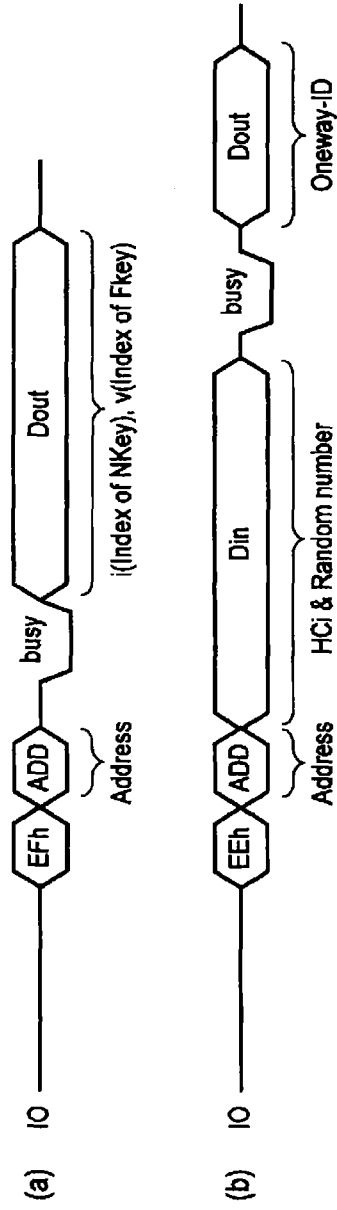 (a) IO EFh ADD busy Dout
Address i(Index of NKey), v(Index of Fkey)
(b) IO EEh ADD Din busy Dout
Address HCi & Random number Oneway-ID